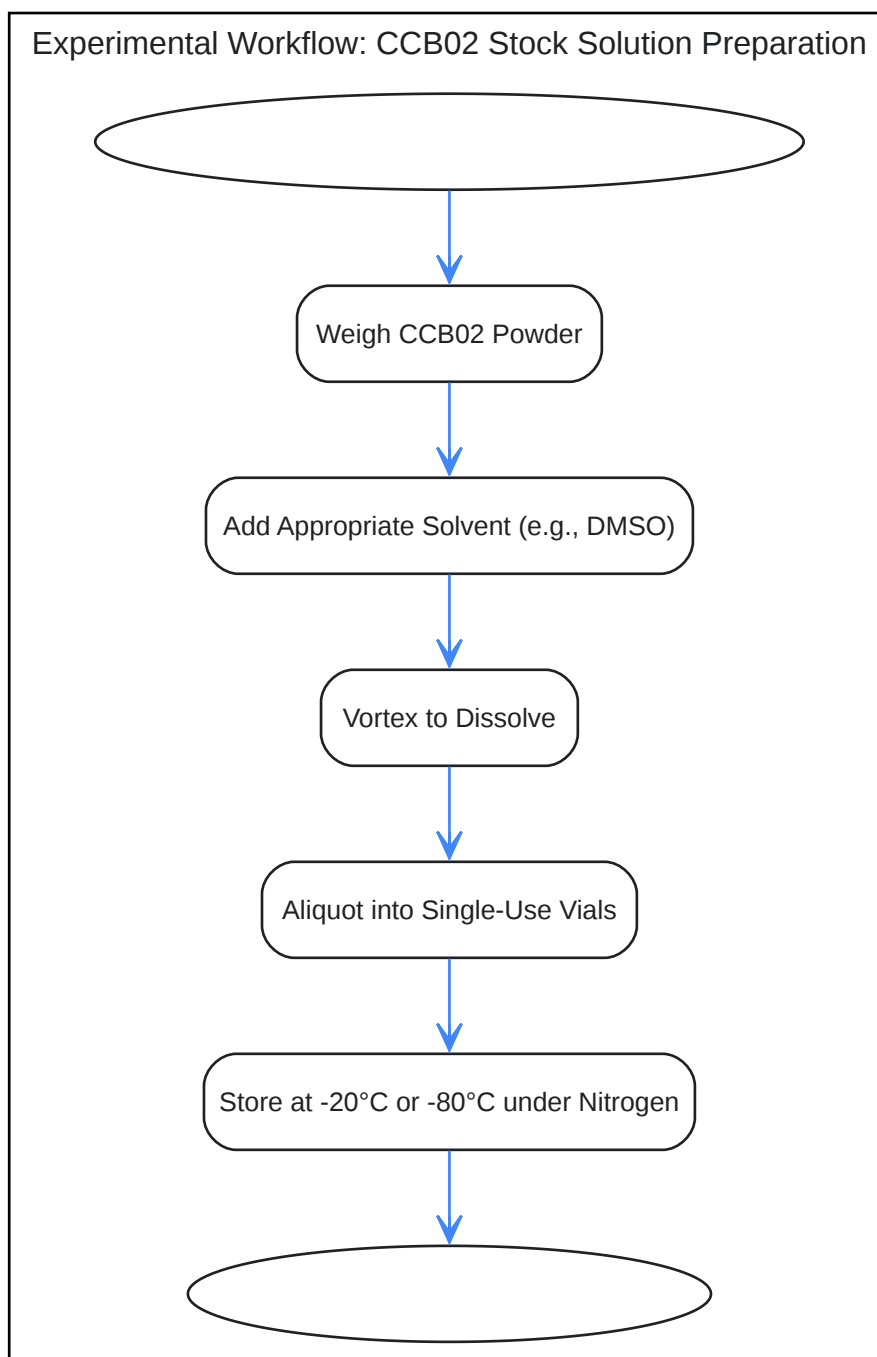 Experimental Workflow: CCB02 Stock Solution Preparation
Weigh CCB02 Powder
Add Appropriate Solvent (e.g., DMSO)
Vortex to Dissolve
Aliquot into Single-Use Vials
Store at -20°C or -80°C under Nitrogen